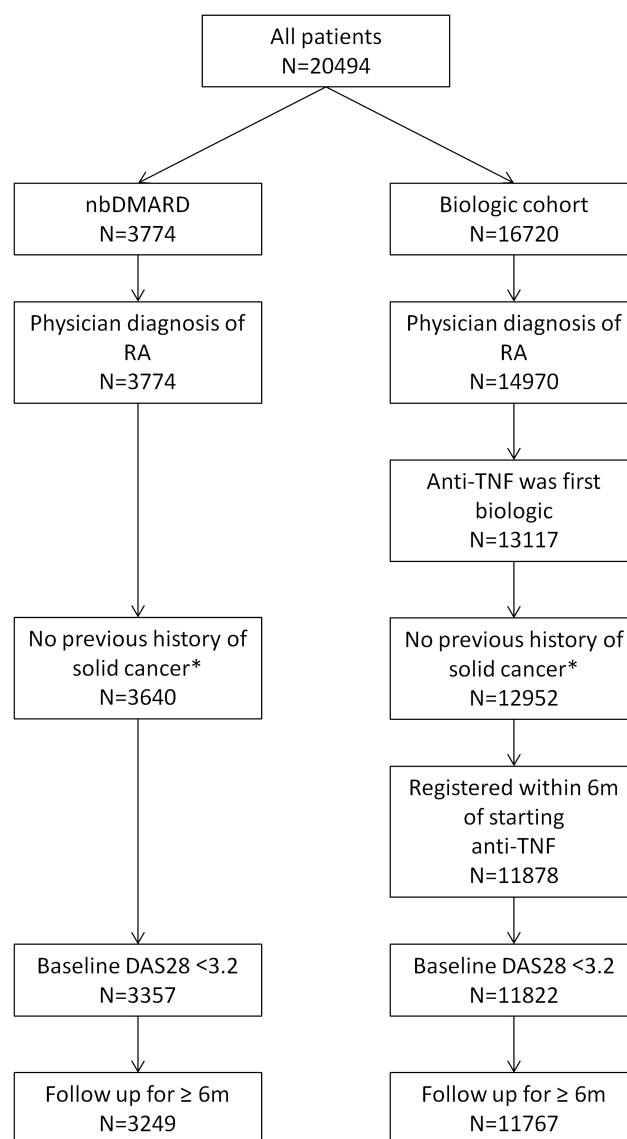 All patients
N=20494
nbDMARD
N=3774
Biologic cohort
N=16720
Physician diagnosis of
RA
N=3774
Physician diagnosis of
RA
N=14970
Anti-TNF was first
biologic
N=13117
No previous history of
solid cancer*
N=3640
No previous history of
solid cancer*
N=12952
Registered within 6m
of starting
anti-TNF
N=11878
Baseline DAS28 <3.2
N=3357
Baseline DAS28 <3.2
N=11822
Follow up for ≥ 6m
N=3249
Follow up for ≥ 6m
N=11767